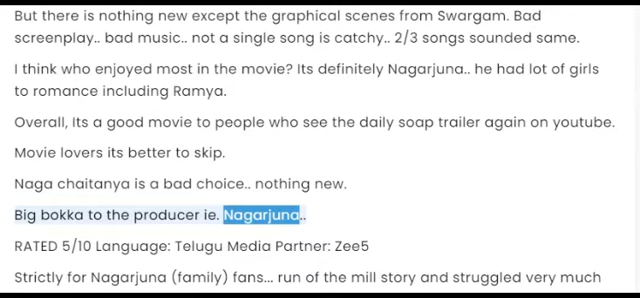 But there is nothing new except the graphical scenes from Swargam. Bad
screenplay.. bad music.. not a single song is catchy.. 2/3 songs sounded same.
I think who enjoyed most in the movie? Its definitely Nagarjuna.. he had lot of girls
to romance including Ramya.
Overall, Its a good movie to people who see the daily soap trailer again on youtube.
Movie lovers its better to skip.
Naga chaitanya is a bad choice.. nothing new.
Big bokka to the producer ie. Nagarjuna..
RATED 5/10 Language: Telugu Media Partner: Zee5
Strictly for Nagarjuna (family) fans... run of the mill story and struggled very much